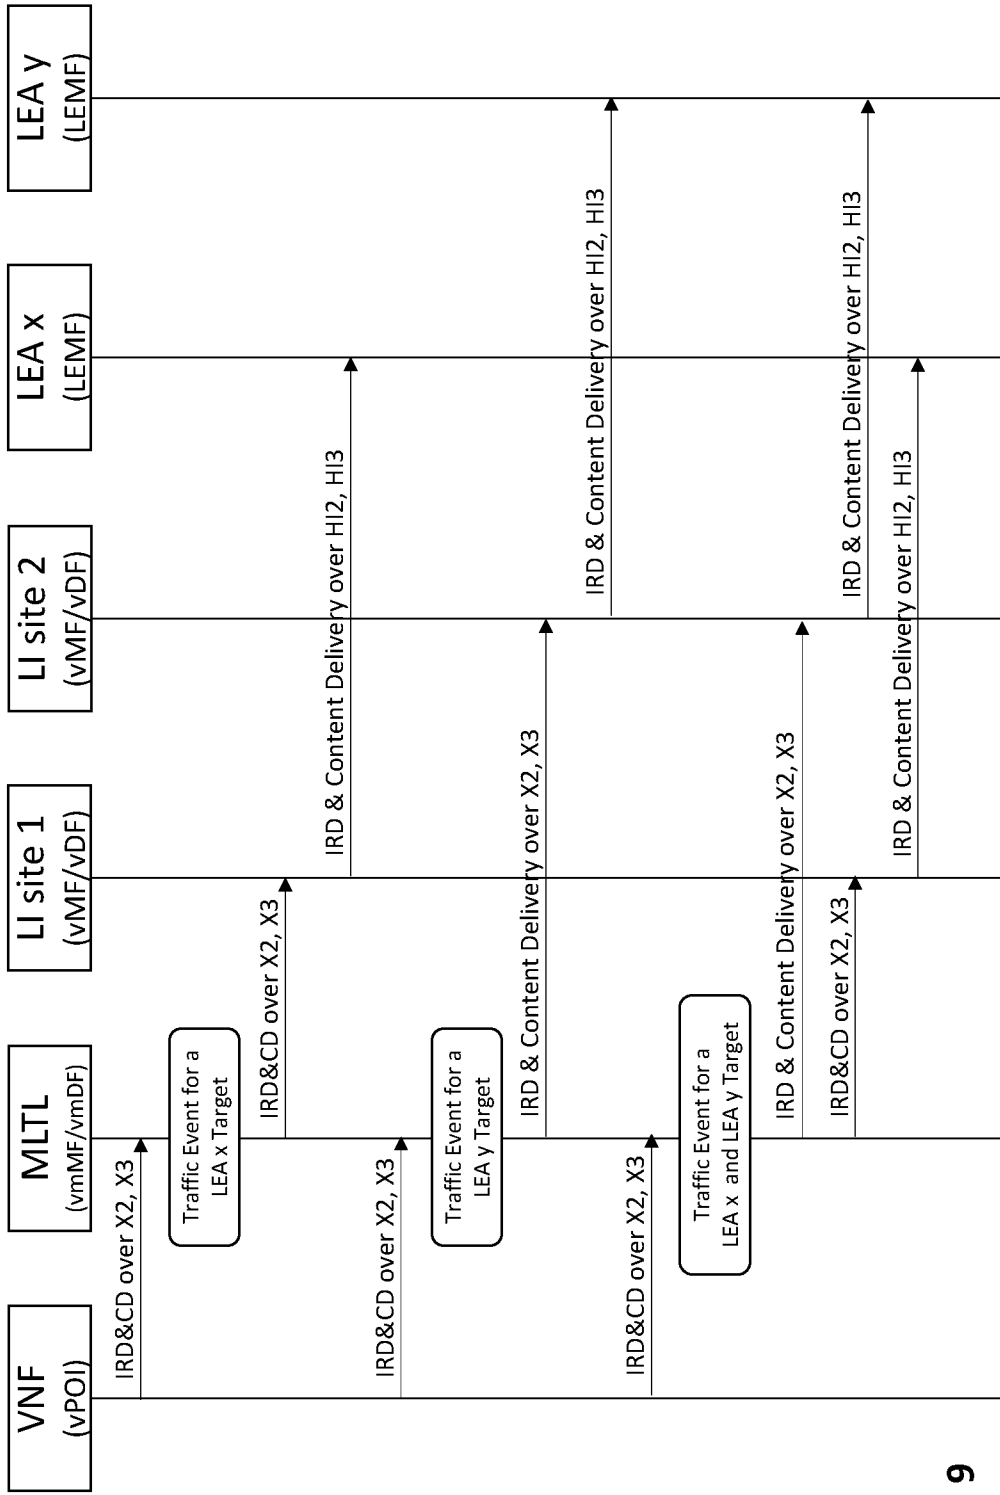 VNF
(vPOI)
MLTL
(vmMF/vmDF)
LI site 1
(vMF/vDF)
LI site 2
(vMF/vDF)
LEA x
(LEMF)
LEA y
(LEMF)
IRD&CD over X2, X3
Traffic Event for a
LEA x Target
IRD&CD over X2, X3
IRD & Content Delivery over HI2, HI3
IRD&CD over X2, X3
Traffic Event for a
LEA y Target
IRD & Content Delivery over X2, X3
IRD & Content Delivery over HI2, HI3
IRD&CD over X2, X3
Traffic Event for a
LEA x and LEA y Target
IRD & Content Delivery over X2, X3
IRD&CD over X2, X3
IRD & Content Delivery over HI2, HI3
IRD & Content Delivery over HI2, HI3
9